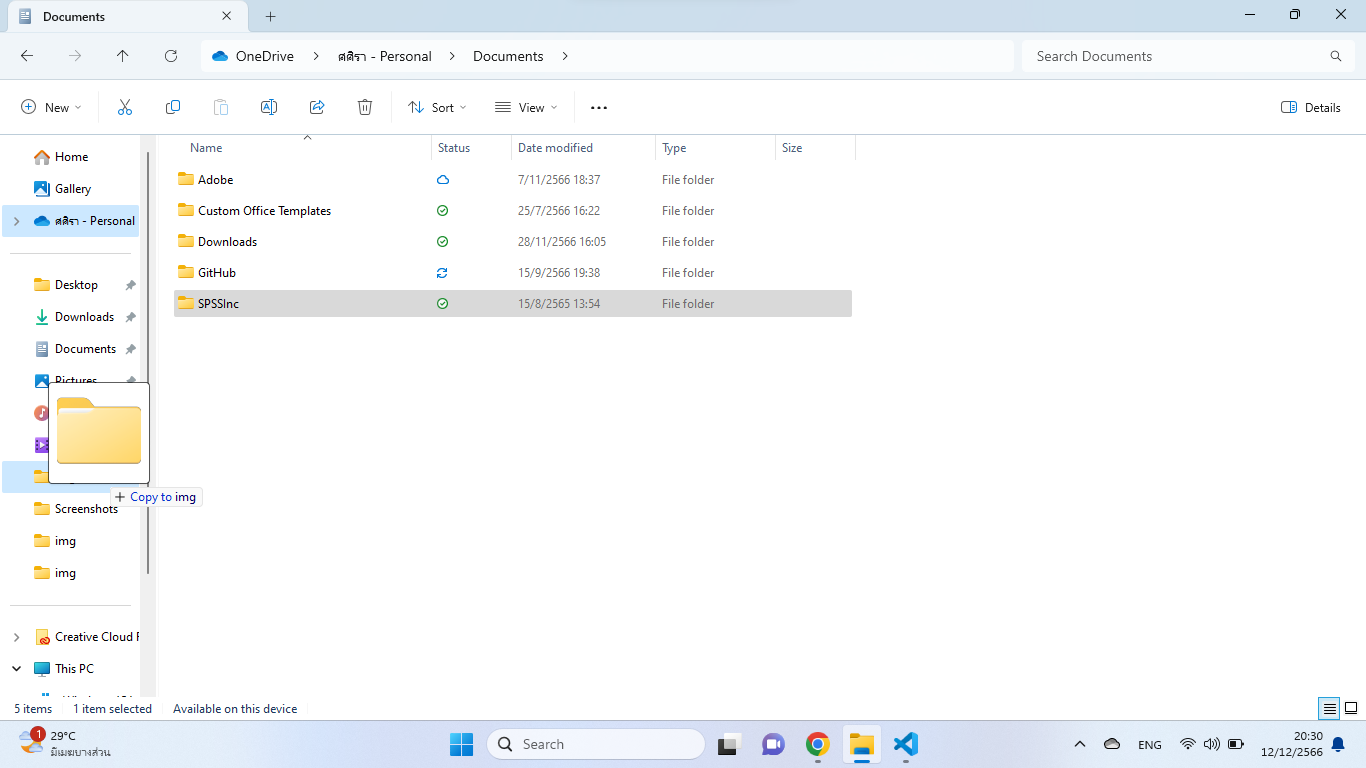 Documents
OneDrive > ศศิรา - Personal > Documents >
Search Documents
New
Sort
View
Details
Home
Gallery
ศศิรา - Personal
Desktop
Downloads
Documents
Pictures
Screenshots
img
img
Creative Cloud F
This PC
Name Status Date modified Type Size
Adobe 7/11/2566 18:37 File folder
Custom Office Templates 25/7/2566 16:22 File folder
Downloads 28/11/2566 16:05 File folder
GitHub 15/9/2566 19:38 File folder
SPSSInc 15/8/2565 13:54 File folder
+ Copy to img
5 items 1 item selected Available on this device
1
29°C
มีเมฆบางส่วน
Search
ENG
20:30
12/12/2566